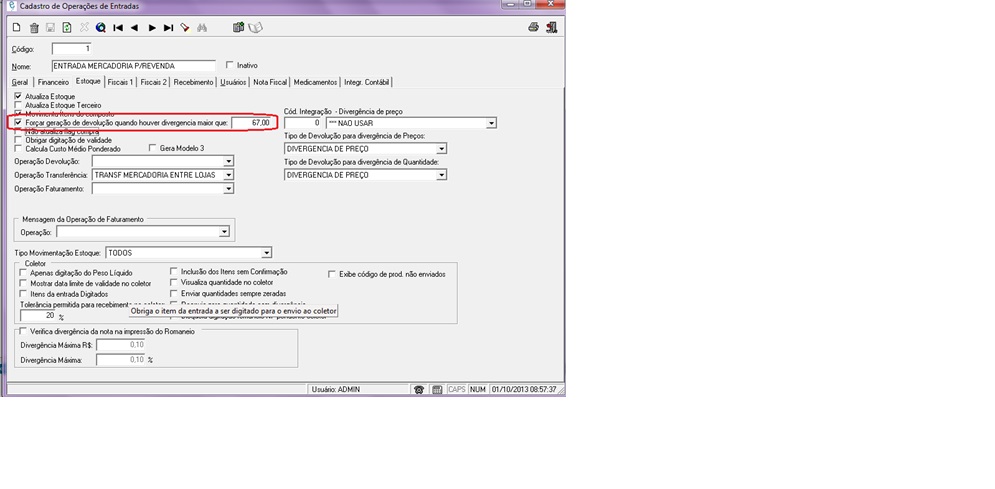 Cadastro de Operações de Entradas
Código: 1
Nome: ENTRADA MERCADORIA P/REVENDA Inativo
Geral Financeiro Estoque Fiscais 1 Fiscais 2 Recebimento Usuários Nota Fiscal Medicamentos Integr. Contábil
Atualiza Estoque
Atualiza Estoque Terceiro
Movimenta Itens do composto
Cód. Integração - Divergência de preço
Forçar geração de devolução quando houver divergencia maior que: 67,00
0 *** NAO USAR
Não atualiza flag compra
Obrigar digitação de validade
Tipo de Devolução para divergência de Preços:
Calcula Custo Médio Ponderado Gera Modelo 3
DIVERGENCIA DE PREÇO
Operação Devolução:
Tipo de Devolução para divergência de Quantidade:
Operação Transferência: TRANSF MERCADORIA ENTRE LOJAS
DIVERGENCIA DE PREÇO
Operação Faturamento:
Mensagem da Operação de Faturamento
Operação:
Tipo Movimentação Estoque: TODOS
Coletor
Apenas digitação do Peso Líquido
Inclusão dos Itens sem Confirmação
Exibe código de prod. não enviados
Mostrar data limite de validade no coletor
Visualiza quantidade no coletor
Itens da entrada Digitados
Enviar quantidades sempre zeradas
Tolerância permitida para recebimento
Obriga o item da entrada a ser digitado para o envio ao coletor
20 %
Verifica divergência da nota na impressão do Romaneio
Divergência Máxima R$: 0,10
Divergência Máxima: 0,10 %
Usuário: ADMIN CAPS NUM 01/10/2013 08:57:37